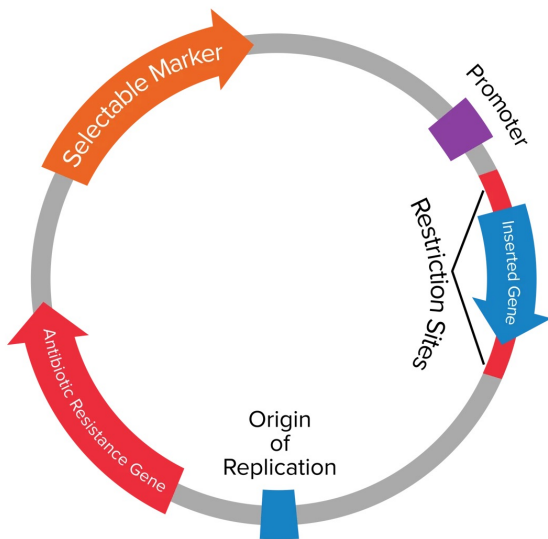 Selectable Marker
Promoter
Restriction Sites
Inserted Gene
Antibiotic Resistance Gene
Origin
of
Replication